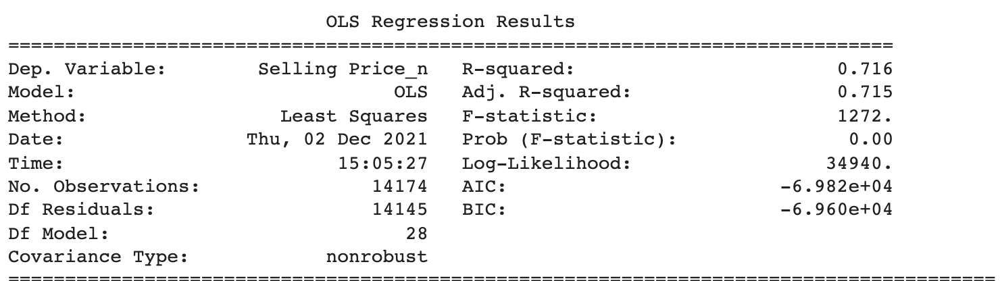 OLS Regression Results
==============================================================================
Dep. Variable: Selling Price_n R-squared: 0.716
Model: OLS Adj. R-squared: 0.715
Method: Least Squares F-statistic: 1272.
Date: Thu, 02 Dec 2021 Prob (F-statistic): 0.00
Time: 15:05:27 Log-Likelihood: 34940.
No. Observations: 14174 AIC: -6.982e+04
Df Residuals: 14145 BIC: -6.960e+04
Df Model: 28
Covariance Type: nonrobust
=======================================================================================